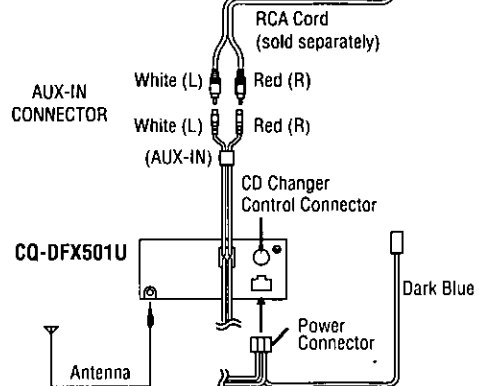 RCA Cord
(sold separately)
White (L)
Red (R)
AUX-IN
CONNECTOR
White (L)
Red (R)
(AUX-IN)
CD Changer
Control Connector
CQ-DFX501U
Dark Blue
Power
Connector
Antenna